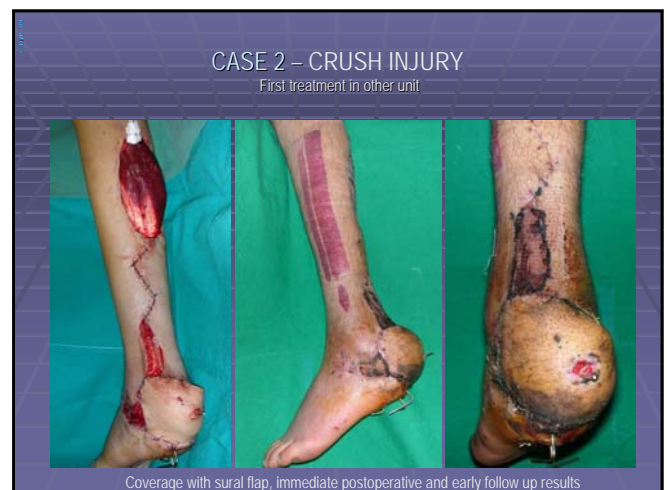 CASE 2 – CRUSH INJURY
First treatment in other unit
Coverage with sural flap, immediate postoperative and early follow up results